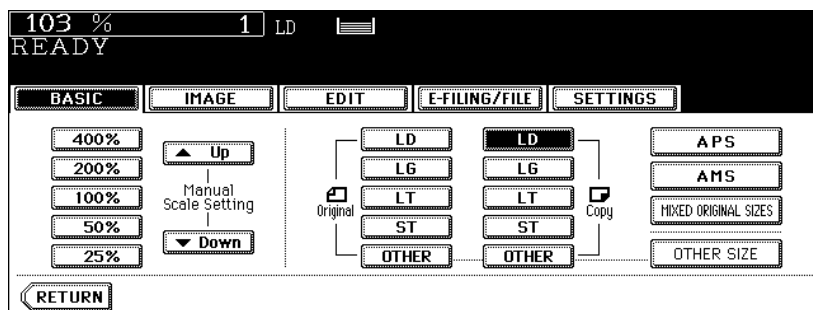 103 % 1 LD
READY
BASIC IMAGE EDIT E-FILING/FILE SETTINGS
400%
200%
100%
50%
25%
Up
Manual
Scale Setting
Down
Original
LD
LG
LT
ST
OTHER
LD
LG
LT
ST
OTHER
Copy
APS
AMS
MIXED ORIGINAL SIZES
OTHER SIZE
RETURN